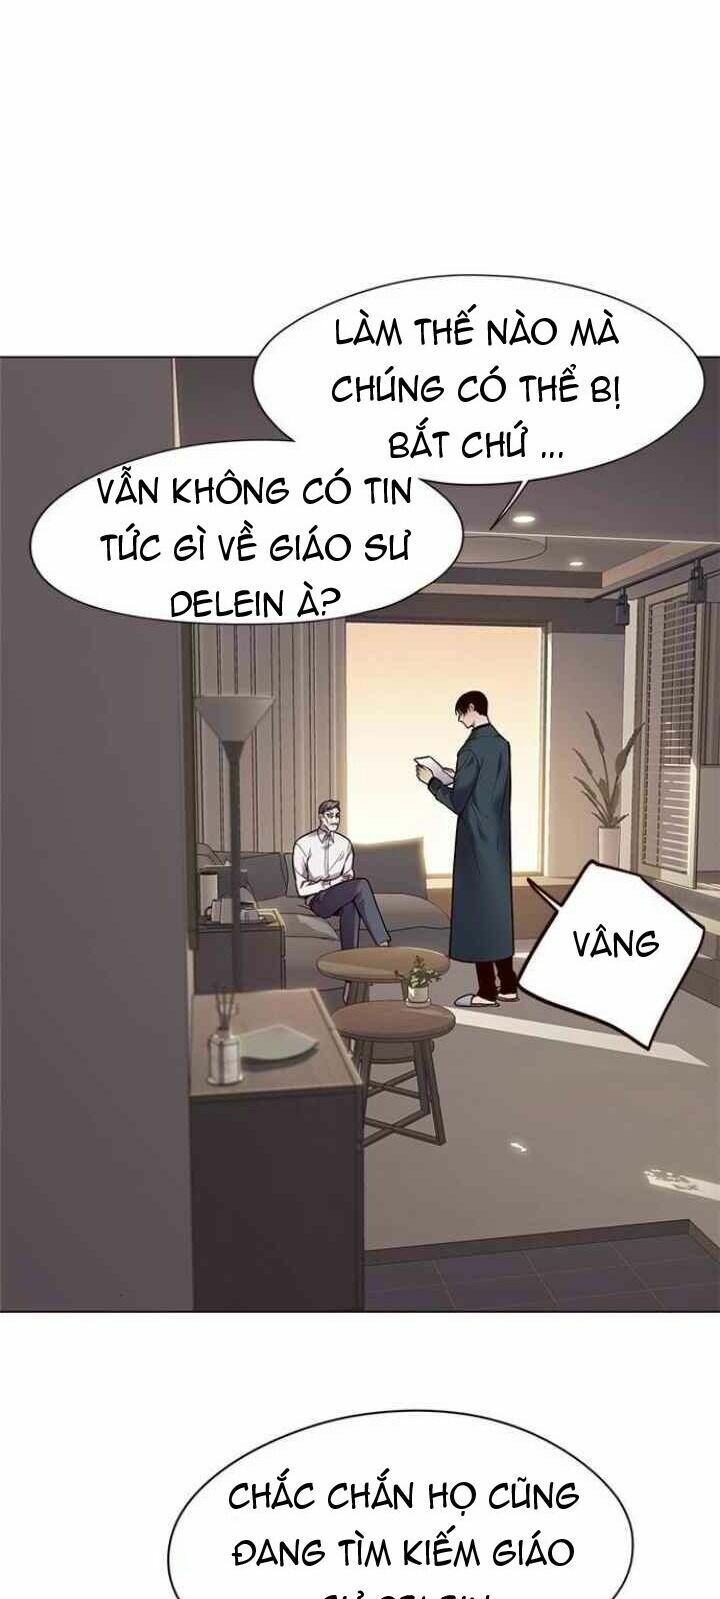 LÀM THẾ NÀO MÀ
CHÚNG CÓ THỂ BỊ
BẮT CHỨ ...
VẪN KHÔNG CÓ TIN
TỨC GÌ VỀ GIÁO SƯ
DELEIN À?
VÂNG
CHẮC CHẮN HỌ CŨNG
ĐANG TÌM KIẾM GIÁO